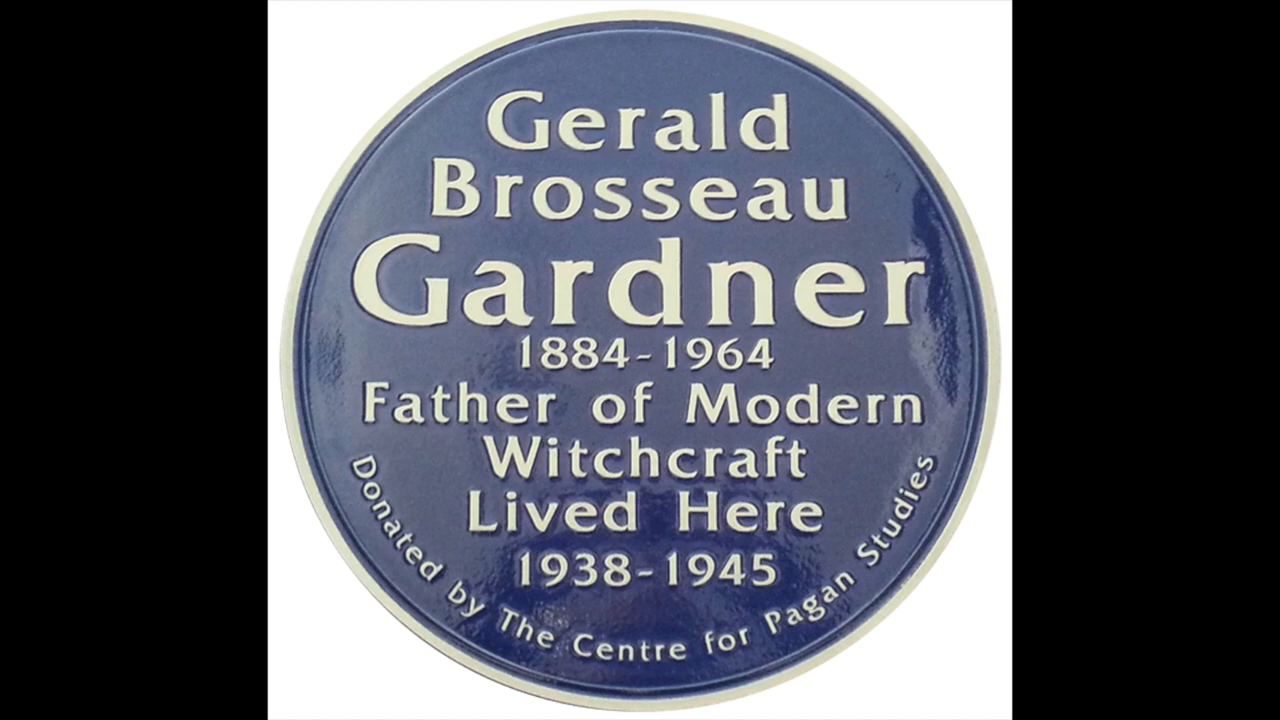 Gerald
Brosseau
Gardner
1884-1964
Father of Modern
Witchcraft
Lived Here
1938-1945
Donated by The Centre for Pagan Studies